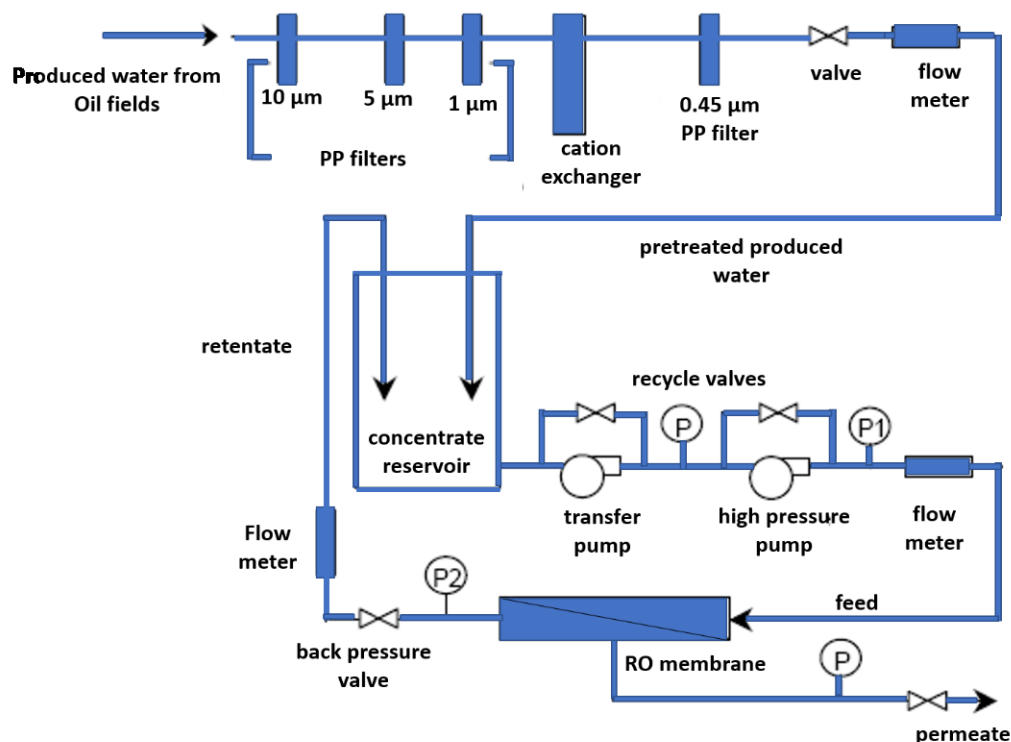 Produced water from
Oil fields
10 µm
5 µm
1 µm
PP filters
cation
exchanger
0.45 µm
PP filter
valve
flow
meter
pretreated produced
water
retentate
concentrate
reservoir
recycle valves
P
P1
transfer
pump
high pressure
pump
flow
meter
Flow
meter
P2
feed
back pressure
valve
RO membrane
P
permeate